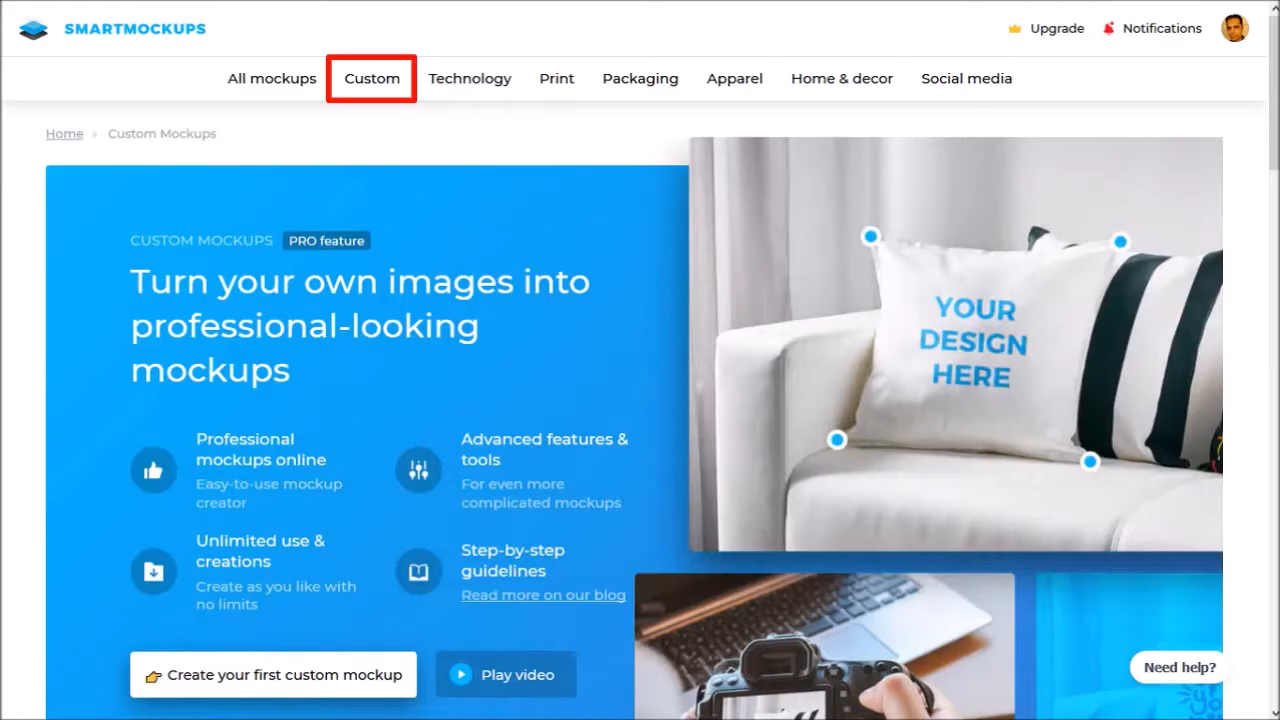 SMARTMOCKUPS
Upgrade
Notifications
All mockups
Custom
Technology
Print
Packaging
Apparel
Home & decor
Social media
Home
Custom Mockups
CUSTOM MOCKUPS
PRO feature
Turn your own images into
professional-looking
mockups
Professional
mockups online
Easy-to-use mockup
creator
Advanced features &
tools
For even more
complicated mockups
Unlimited use &
creations
Create as you like with
no limits
Step-by-step
guidelines
Read more on our blog
Create your first custom mockup
Play video
YOUR
DESIGN
HERE
Need help?